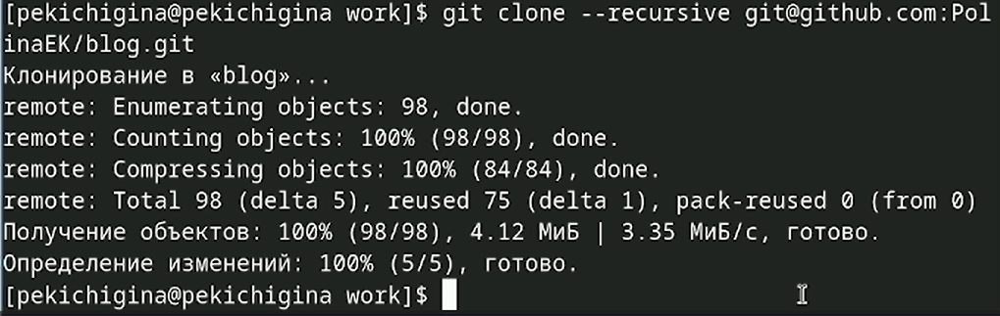 [pekichigina@pekichigina work]$ git clone --recursive git@github.com:Pol
inaEK/blog.git
Клонирование в «blog»...
remote: Enumerating objects: 98, done.
remote: Counting objects: 100% (98/98), done.
remote: Compressing objects: 100% (84/84), done.
remote: Total 98 (delta 5), reused 75 (delta 1), pack-reused 0 (from 0)
Получение объектов: 100% (98/98), 4.12 МиБ | 3.35 МиБ/с, готово.
Определение изменений: 100% (5/5), готово.
[pekichigina@pekichigina work]$